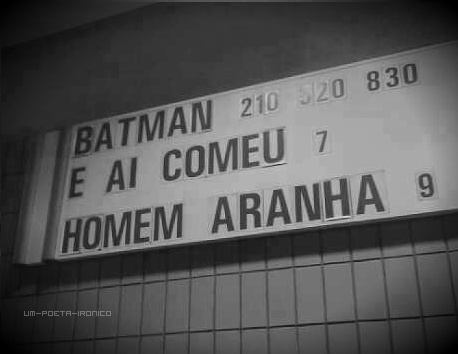 BATMAN 210 520 830
E AI COMEU 7
HOMEM ARANHA 9
UM-POETA-IRONICO